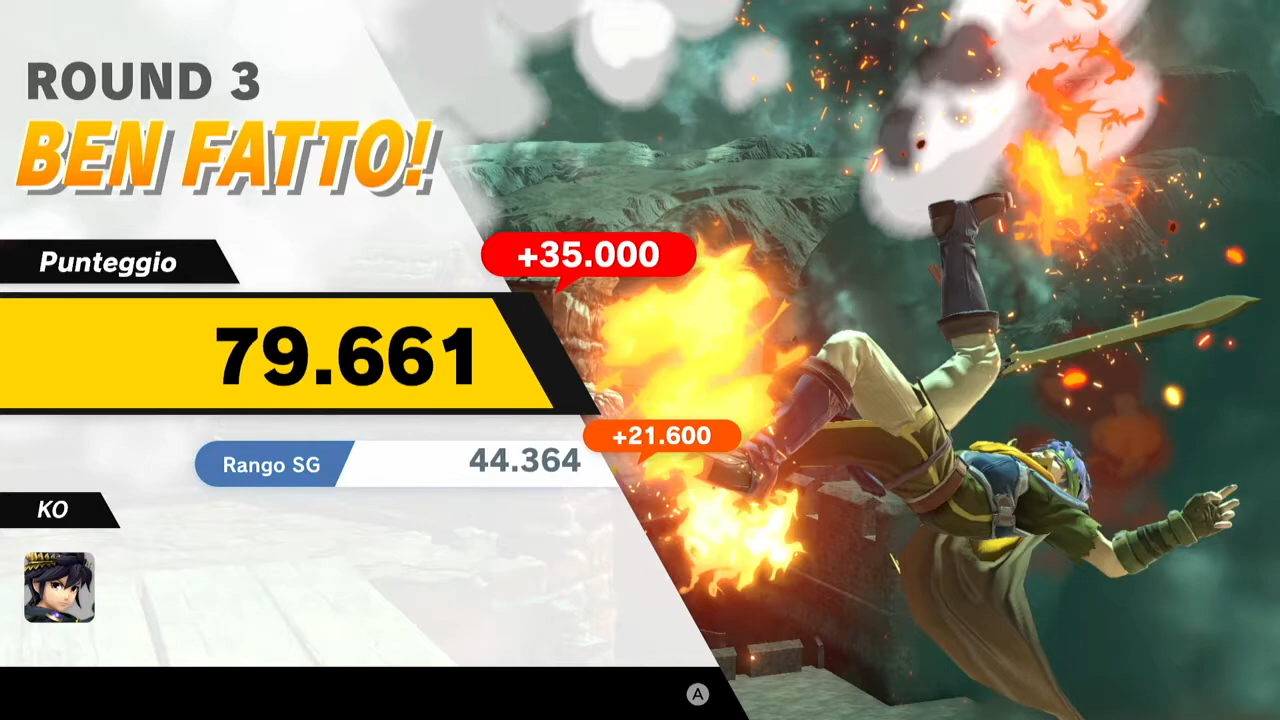 ROUND 3
BEN FATTO!
Punteggio
+35.000
79.661
+21.600
Rango SG
44.364
KO
A